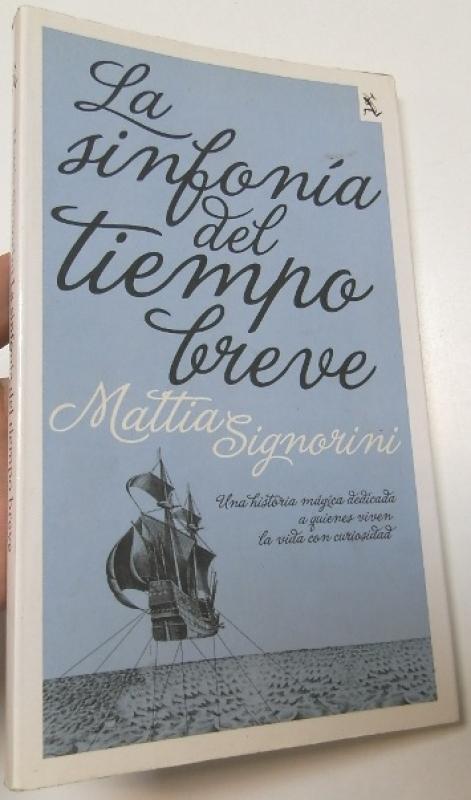 La
sinfonía
del
tiempo
breve
Mattia Signorini
Una historia mágica dedicada
a quienes viven
la vida con curiosidad